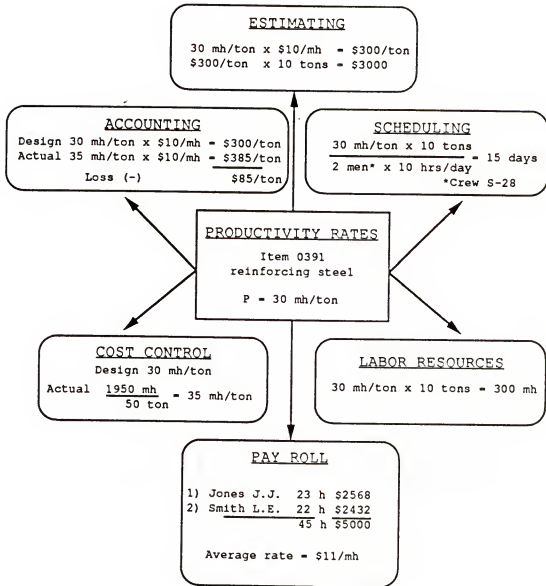 ESTIMATING
30 mh/ton x $10/mh = $300/ton
$300/ton x 10 tons = $3000
ACCOUNTING
Design 30 mh/ton x $10/mh = $300/ton
Actual 35 mh/ton x $10/mh = $385/ton
Loss (-) $85/ton
SCHEDULING
30 mh/ton x 10 tons
= 15 days
2 men* x 10 hrs/day
*Crew S-28
PRODUCTIVITY RATES
Item 0391
reinforcing steel
P = 30 mh/ton
COST CONTROL
Design 30 mh/ton
Actual 1950 mh = 35 mh/ton
50 ton
LABOR RESOURCES
30 mh/ton x 10 tons = 300 mh
PAY ROLL
1) Jones J.J. 23 h $2568
2) Smith L.E. 22 h $2432
45 h $5000
Average rate = $11/mh